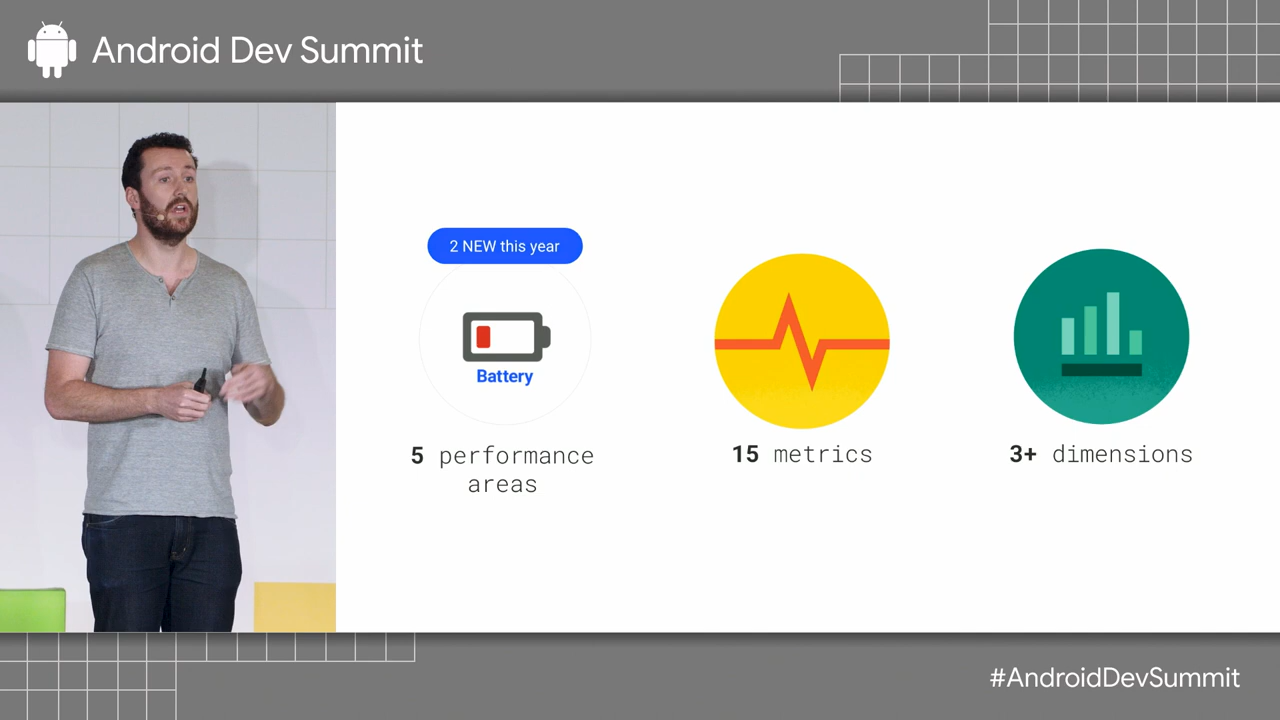 Android Dev Summit
2 NEW this year
Battery
5 performance
areas
15 metrics
3+ dimensions
#AndroidDevSummit